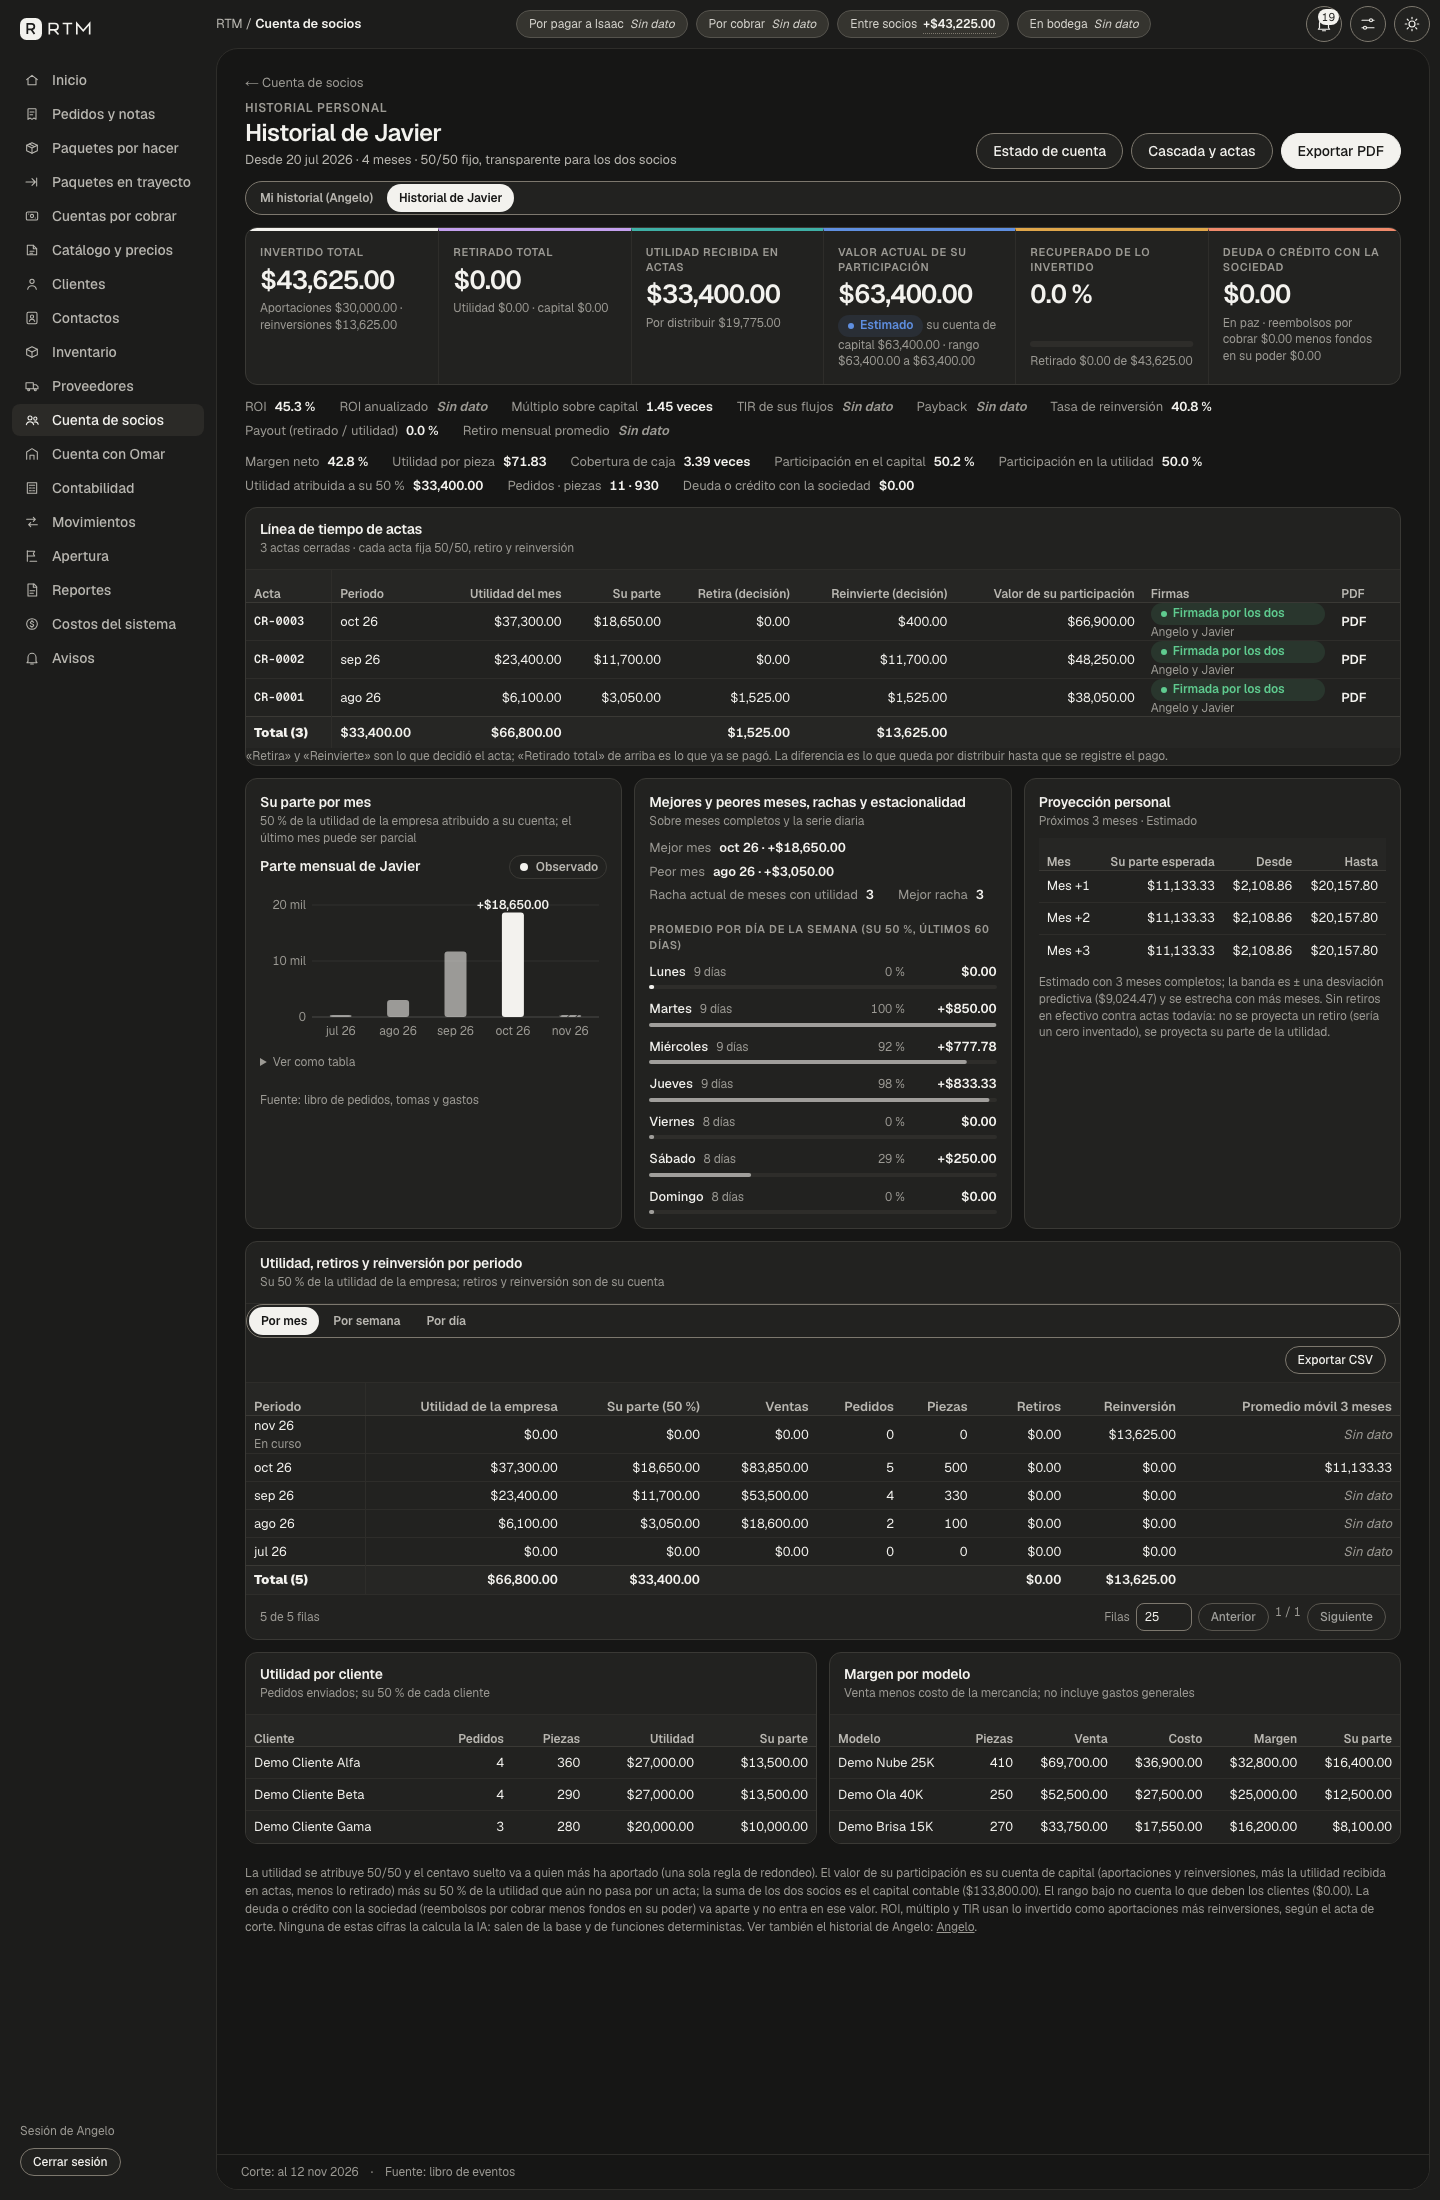 R RTM
Inicio
Pedidos y notas
Paquetes por hacer
Paquetes en trayecto
Cuentas por cobrar
Catálogo y precios
Clientes
Contactos
Inventario
Proveedores
Cuenta de socios
Cuenta con Omar
Contabilidad
Movimientos
Apertura
Reportes
Costos del sistema
Avisos
Sesión de Angelo
Cerrar sesión
RTM / Cuenta de socios
Por pagar a Isaac Sin dato
Por cobrar Sin dato
Entre socios +$43,225.00
En bodega Sin dato
19
← Cuenta de socios
HISTORIAL PERSONAL
Historial de Javier
Desde 20 jul 2026 · 4 meses · 50/50 fijo, transparente para los dos socios
Estado de cuenta
Cascada y actas
Exportar PDF
Mi historial (Angelo) Historial de Javier
INVERTIDO TOTAL
$43,625.00
Aportaciones $30,000.00 ·
reinversiones $13,625.00
RETIRADO TOTAL
$0.00
Utilidad $0.00 · capital $0.00
UTILIDAD RECIBIDA EN
ACTAS
$33,400.00
Por distribuir $19,775.00
VALOR ACTUAL DE SU
PARTICIPACIÓN
$63,400.00
Estimado su cuenta de
capital $63,400.00 · rango
$63,400.00 a $63,400.00
RECUPERADO DE LO
INVERTIDO
0.0 %
Retirado $0.00 de $43,625.00
DEUDA O CRÉDITO CON LA
SOCIEDAD
$0.00
En paz · reembolsos por
cobrar $0.00 menos fondos
en su poder $0.00
ROI 45.3 % ROI anualizado Sin dato Múltiplo sobre capital 1.45 veces TIR de sus flujos Sin dato Payback Sin dato Tasa de reinversión 40.8 %
Payout (retirado / utilidad) 0.0 % Retiro mensual promedio Sin dato
Margen neto 42.8 % Utilidad por pieza $71.83 Cobertura de caja 3.39 veces Participación en el capital 50.2 % Participación en la utilidad 50.0 %
Utilidad atribuida a su 50 % $33,400.00 Pedidos · piezas 11 · 930 Deuda o crédito con la sociedad $0.00
Línea de tiempo de actas
3 actas cerradas · cada acta fija 50/50, retiro y reinversión
Acta Periodo Utilidad del mes Su parte Retira (decisión) Reinvierte (decisión) Valor de su participación Firmas PDF
CR-0003 oct 26 $37,300.00 $18,650.00 $0.00 $400.00 $66,900.00 Firmada por los dos PDF
Angelo y Javier
CR-0002 sep 26 $23,400.00 $11,700.00 $0.00 $11,700.00 $48,250.00 Firmada por los dos PDF
Angelo y Javier
CR-0001 ago 26 $6,100.00 $3,050.00 $1,525.00 $1,525.00 $38,050.00 Firmada por los dos PDF
Angelo y Javier
Total (3) $33,400.00 $66,800.00 $1,525.00 $13,625.00
«Retira» y «Reinvierte» son lo que decidió el acta; «Retirado total» de arriba es lo que ya se pagó. La diferencia es lo que queda por distribuir hasta que se registre el pago.
Su parte por mes
50 % de la utilidad de la empresa atribuido a su cuenta; el
último mes puede ser parcial
Parte mensual de Javier Observado
20 mil
+$18,650.00
10 mil
0
jul 26 ago 26 sep 26 oct 26 nov 26
▶ Ver como tabla
Fuente: libro de pedidos, tomas y gastos
Mejores y peores meses, rachas y estacionalidad
Sobre meses completos y la serie diaria
Mejor mes oct 26 · +$18,650.00
Peor mes ago 26 · +$3,050.00
Racha actual de meses con utilidad 3 Mejor racha 3
PROMEDIO POR DÍA DE LA SEMANA (SU 50 %, ÚLTIMOS 60
DÍAS)
Lunes 9 días 0 % $0.00
Martes 9 días 100 % +$850.00
Miércoles 9 días 92 % +$777.78
Jueves 9 días 98 % +$833.33
Viernes 8 días 0 % $0.00
Sábado 8 días 29 % +$250.00
Domingo 8 días 0 % $0.00
Proyección personal
Próximos 3 meses · Estimado
Mes Su parte esperada Desde Hasta
Mes +1 $11,133.33 $2,108.86 $20,157.80
Mes +2 $11,133.33 $2,108.86 $20,157.80
Mes +3 $11,133.33 $2,108.86 $20,157.80
Estimado con 3 meses completos; la banda es ± una desviación
predictiva ($9,024.47) y se estrecha con más meses. Sin retiros
en efectivo contra actas todavía: no se proyecta un retiro (sería
un cero inventado), se proyecta su parte de la utilidad.
Utilidad, retiros y reinversión por periodo
Su 50 % de la utilidad de la empresa; retiros y reinversión son de su cuenta
Por mes Por semana Por día
Exportar CSV
Periodo Utilidad de la empresa Su parte (50 %) Ventas Pedidos Piezas Retiros Reinversión Promedio móvil 3 meses
nov 26 $0.00 $0.00 $0.00 0 0 $0.00 $13,625.00 Sin dato
En curso
oct 26 $37,300.00 $18,650.00 $83,850.00 5 500 $0.00 $0.00 $11,133.33
sep 26 $23,400.00 $11,700.00 $53,500.00 4 330 $0.00 $0.00 Sin dato
ago 26 $6,100.00 $3,050.00 $18,600.00 2 100 $0.00 $0.00 Sin dato
jul 26 $0.00 $0.00 $0.00 0 0 $0.00 $0.00 Sin dato
Total (5) $66,800.00 $33,400.00 $0.00 $13,625.00
5 de 5 filas Filas 25 Anterior 1 / 1 Siguiente
Utilidad por cliente
Pedidos enviados; su 50 % de cada cliente
Cliente Pedidos Piezas Utilidad Su parte
Demo Cliente Alfa 4 360 $27,000.00 $13,500.00
Demo Cliente Beta 4 290 $27,000.00 $13,500.00
Demo Cliente Gama 3 280 $20,000.00 $10,000.00
Margen por modelo
Venta menos costo de la mercancía; no incluye gastos generales
Modelo Piezas Venta Costo Margen Su parte
Demo Nube 25K 410 $69,700.00 $36,900.00 $32,800.00 $16,400.00
Demo Ola 40K 250 $52,500.00 $27,500.00 $25,000.00 $12,500.00
Demo Brisa 15K 270 $33,750.00 $17,550.00 $16,200.00 $8,100.00
La utilidad se atribuye 50/50 y el centavo suelto va a quien más ha aportado (una sola regla de redondeo). El valor de su participación es su cuenta de capital (aportaciones y reinversiones, más la utilidad recibida
en actas, menos lo retirado) más su 50 % de la utilidad que aún no pasa por un acta; la suma de los dos socios es el capital contable ($133,800.00). El rango bajo no cuenta lo que deben los clientes ($0.00). La
deuda o crédito con la sociedad (reembolsos por cobrar menos fondos en su poder) va aparte y no entra en ese valor. ROI, múltiplo y TIR usan lo invertido como aportaciones más reinversiones, según el acta de
corte. Ninguna de estas cifras la calcula la IA: salen de la base y de funciones deterministas. Ver también el historial de Angelo: Angelo.
Corte: al 12 nov 2026 · Fuente: libro de eventos